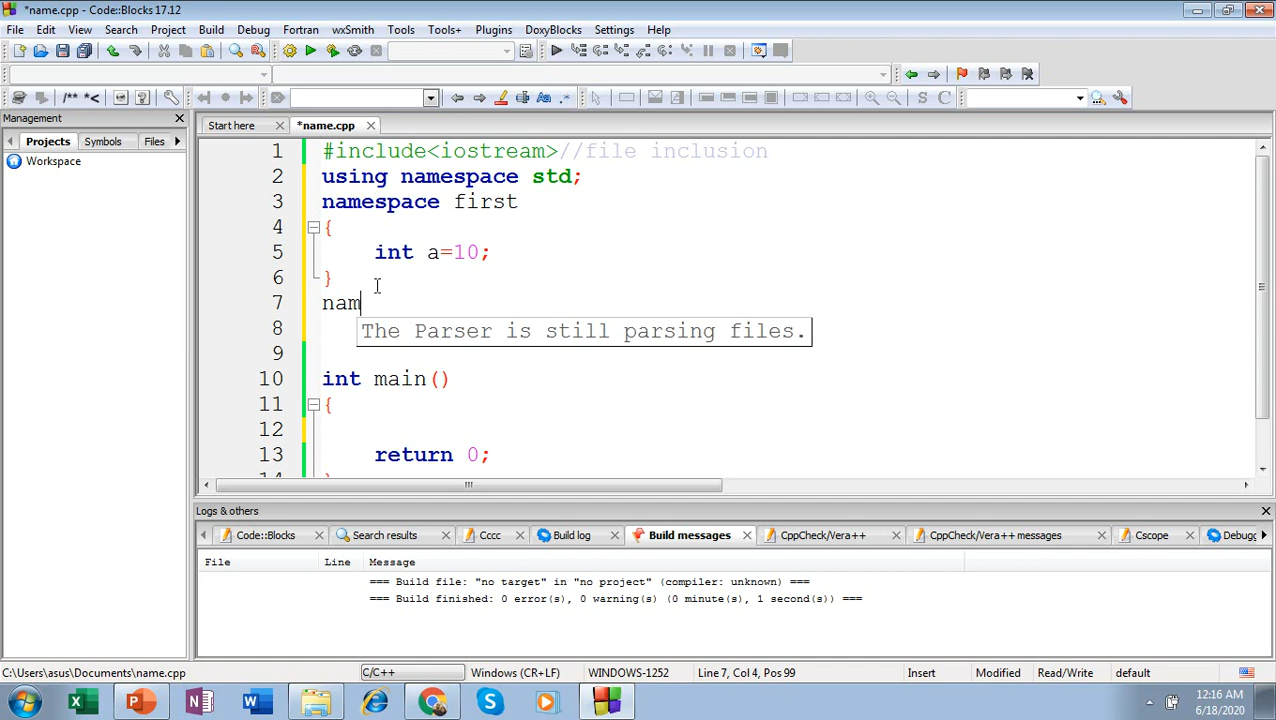 *name.cpp - Code::Blocks 17.12
File Edit View Search Project Build Debug Fortran wxSmith Tools Tools+ Plugins DoxyBlocks Settings Help
/** *<
Aa .*
S C
Management
Start here *name.cpp
Projects Symbols Files
Workspace
1 #include<iostream>//file inclusion
2 using namespace std;
3 namespace first
4 {
5 int a=10;
6 }
7 nam
8 The Parser is still parsing files.
9
10 int main()
11 {
12
13 return 0;
14 }
Logs & others
Code::Blocks Search results Cccc Build log Build messages CppCheck/Vera++ CppCheck/Vera++ messages Cscope Debugg
File Line Message
=== Build file: "no target" in "no project" (compiler: unknown) ===
=== Build finished: 0 error(s), 0 warning(s) (0 minute(s), 1 second(s)) ===
C:\Users\asus\Documents\name.cpp C/C++ Windows (CR+LF) WINDOWS-1252 Line 7, Col 4, Pos 99 Insert Modified Read/Write default
12:16 AM
6/18/2020